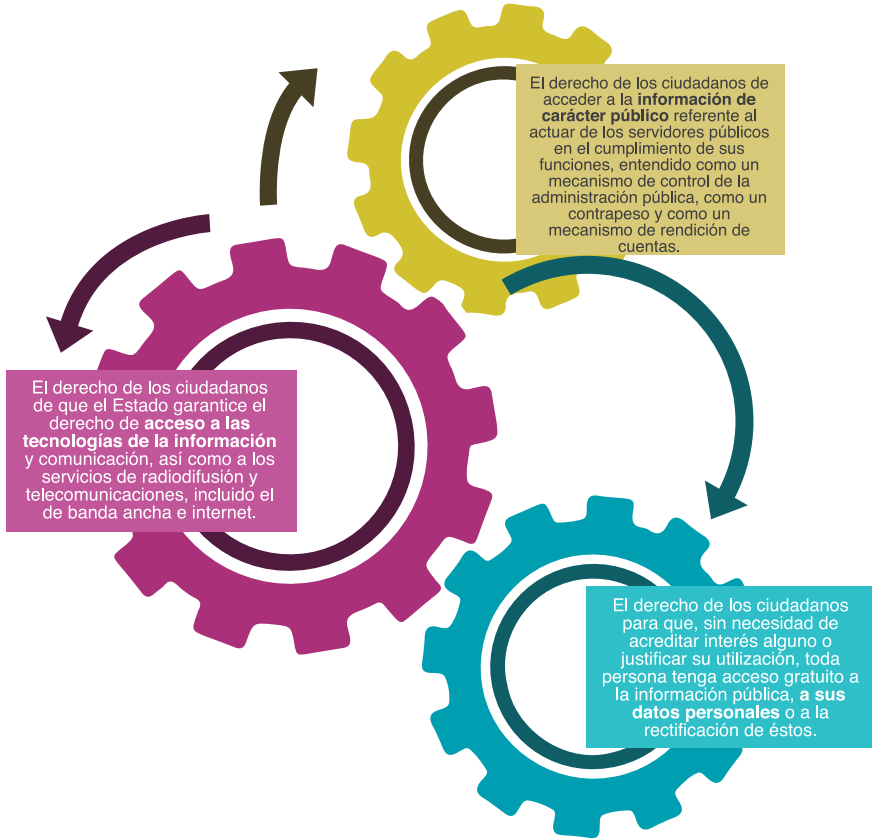 El derecho de los ciudadanos de
acceder a la información de
carácter público referente al
actuar de los servidores públicos
en el cumplimiento de sus
funciones, entendido como un
mecanismo de control de la
administración pública, como un
contrapeso y como un
mecanismo de rendición de
cuentas.
El derecho de los ciudadanos
de que el Estado garantice el
derecho de acceso a las
tecnologías de la información
y comunicación, así como a los
servicios de radiodifusión y
telecomunicaciones, incluido el
de banda ancha e internet.
El derecho de los ciudadanos
para que, sin necesidad de
acreditar interés alguno o
justificar su utilización, toda
persona tenga acceso gratuito a
la información pública, a sus
datos personales o a la
rectificación de éstos.